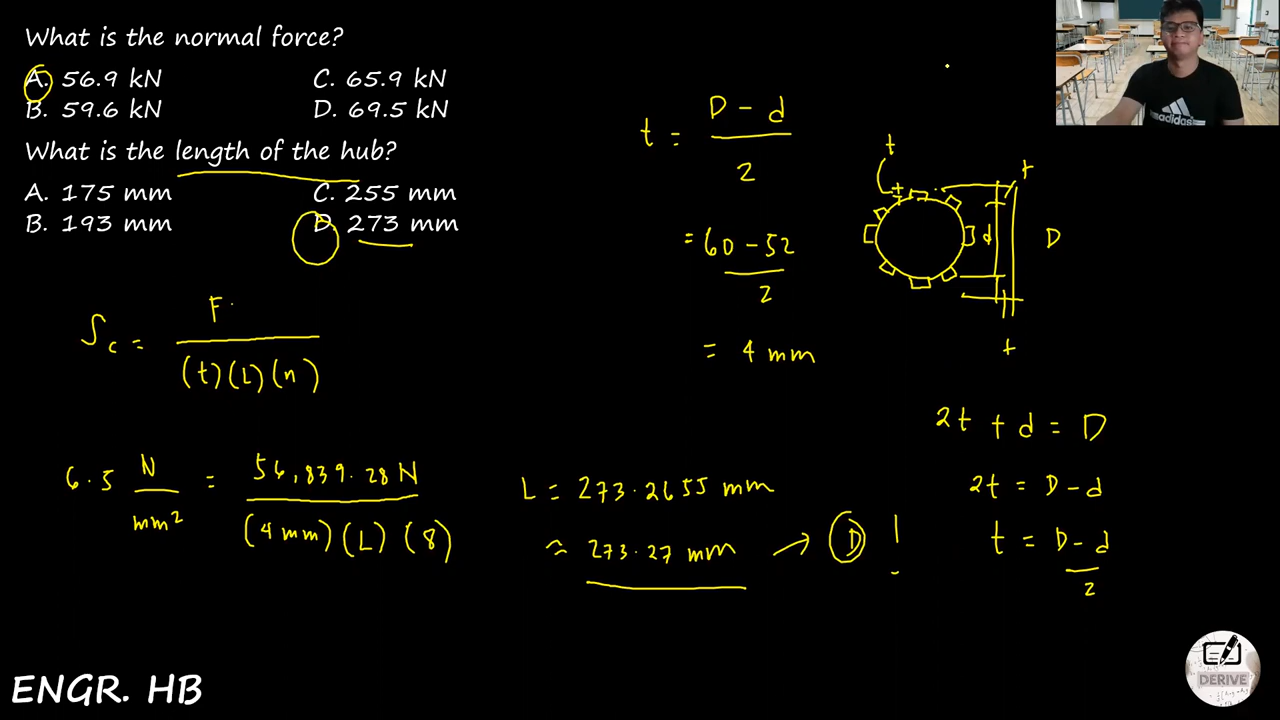 What is the normal force?
A. 56.9 kN C. 65.9 kN
B. 59.6 kN D. 69.5 kN
What is the length of the hub?
A. 175 mm C. 255 mm
B. 193 mm D. 273 mm
S_c = F / (t)(L)(n)
6.5 N/mm² = 56,839.28 N / (4 mm)(L)(8)
t = D - d / 2
= 60 - 52 / 2
= 4 mm
L = 273.2655 mm
≈ 273.27 mm → D !
t
t
d
D
t
2t + d = D
2t = D - d
t = D - d / 2
adidas
ENGR. HB
DERIVE